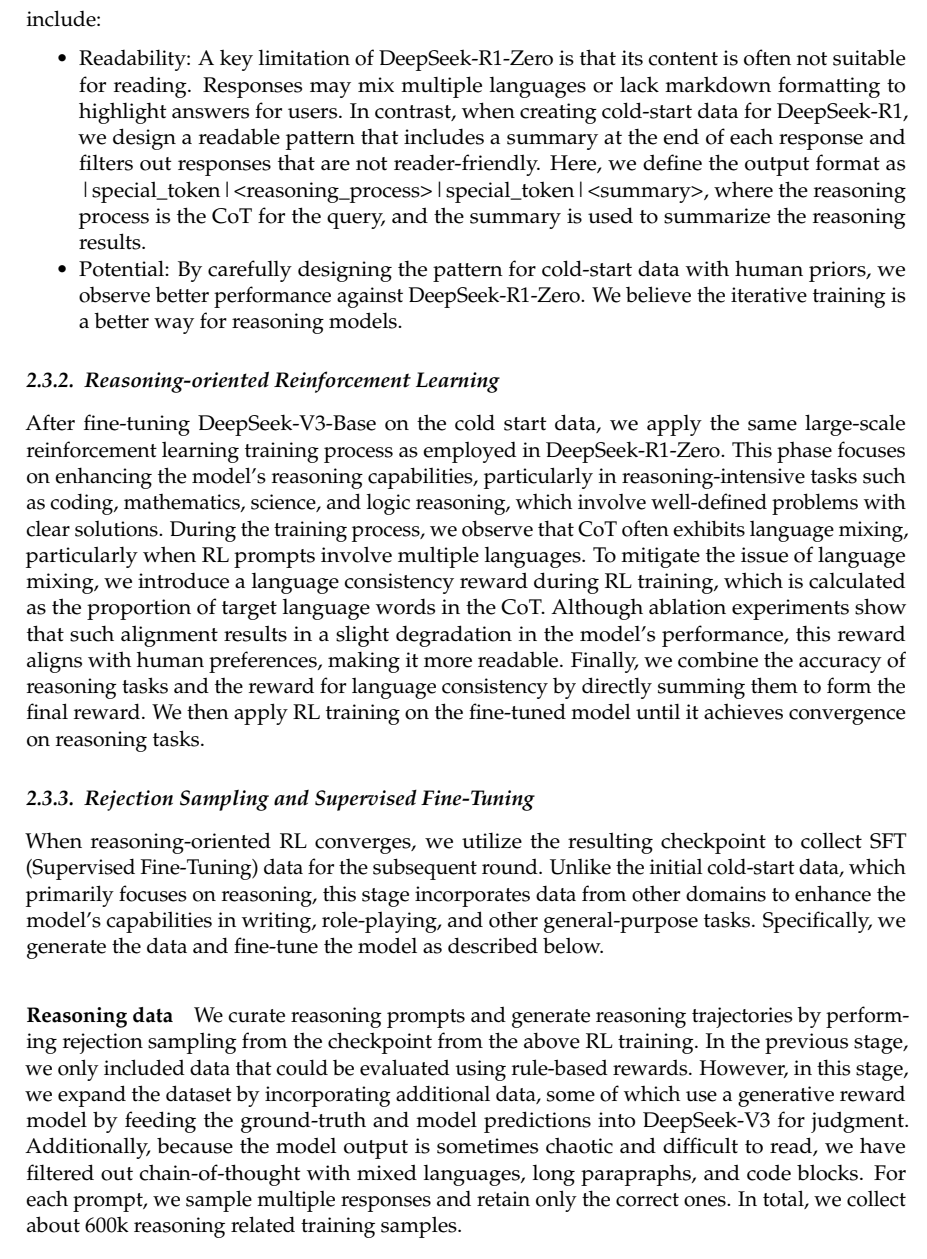 include:
• Readability: A key limitation of DeepSeek-R1-Zero is that its content is often not suitable
for reading. Responses may mix multiple languages or lack markdown formatting to
highlight answers for users. In contrast, when creating cold-start data for DeepSeek-R1,
we design a readable pattern that includes a summary at the end of each response and
filters out responses that are not reader-friendly. Here, we define the output format as
|special_token|<reasoning_process>|special_token|<summary>, where the reasoning
process is the CoT for the query, and the summary is used to summarize the reasoning
results.
• Potential: By carefully designing the pattern for cold-start data with human priors, we
observe better performance against DeepSeek-R1-Zero. We believe the iterative training is
a better way for reasoning models.
2.3.2. Reasoning-oriented Reinforcement Learning
After fine-tuning DeepSeek-V3-Base on the cold start data, we apply the same large-scale
reinforcement learning training process as employed in DeepSeek-R1-Zero. This phase focuses
on enhancing the model's reasoning capabilities, particularly in reasoning-intensive tasks such
as coding, mathematics, science, and logic reasoning, which involve well-defined problems with
clear solutions. During the training process, we observe that CoT often exhibits language mixing,
particularly when RL prompts involve multiple languages. To mitigate the issue of language
mixing, we introduce a language consistency reward during RL training, which is calculated
as the proportion of target language words in the CoT. Although ablation experiments show
that such alignment results in a slight degradation in the model's performance, this reward
aligns with human preferences, making it more readable. Finally, we combine the accuracy of
reasoning tasks and the reward for language consistency by directly summing them to form the
final reward. We then apply RL training on the fine-tuned model until it achieves convergence
on reasoning tasks.
2.3.3. Rejection Sampling and Supervised Fine-Tuning
When reasoning-oriented RL converges, we utilize the resulting checkpoint to collect SFT
(Supervised Fine-Tuning) data for the subsequent round. Unlike the initial cold-start data, which
primarily focuses on reasoning, this stage incorporates data from other domains to enhance the
model's capabilities in writing, role-playing, and other general-purpose tasks. Specifically, we
generate the data and fine-tune the model as described below.
Reasoning data We curate reasoning prompts and generate reasoning trajectories by perform-
ing rejection sampling from the checkpoint from the above RL training. In the previous stage,
we only included data that could be evaluated using rule-based rewards. However, in this stage,
we expand the dataset by incorporating additional data, some of which use a generative reward
model by feeding the ground-truth and model predictions into DeepSeek-V3 for judgment.
Additionally, because the model output is sometimes chaotic and difficult to read, we have
filtered out chain-of-thought with mixed languages, long parapraphs, and code blocks. For
each prompt, we sample multiple responses and retain only the correct ones. In total, we collect
about 600k reasoning related training samples.